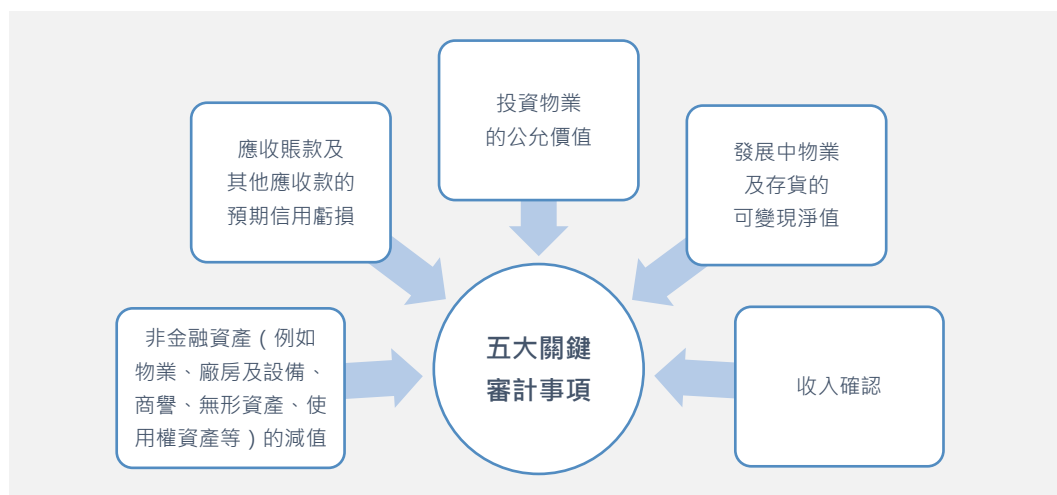 投資物業
的公允價值
應收賬款及
其他應收款的
預期信用虧損
發展中物業
及存貨的
可變現淨值
非金融資產(例如
物業、廠房及設備、
商譽、無形資產、使
用權資產等)的減值
五大關鍵
審計事項
收入確認